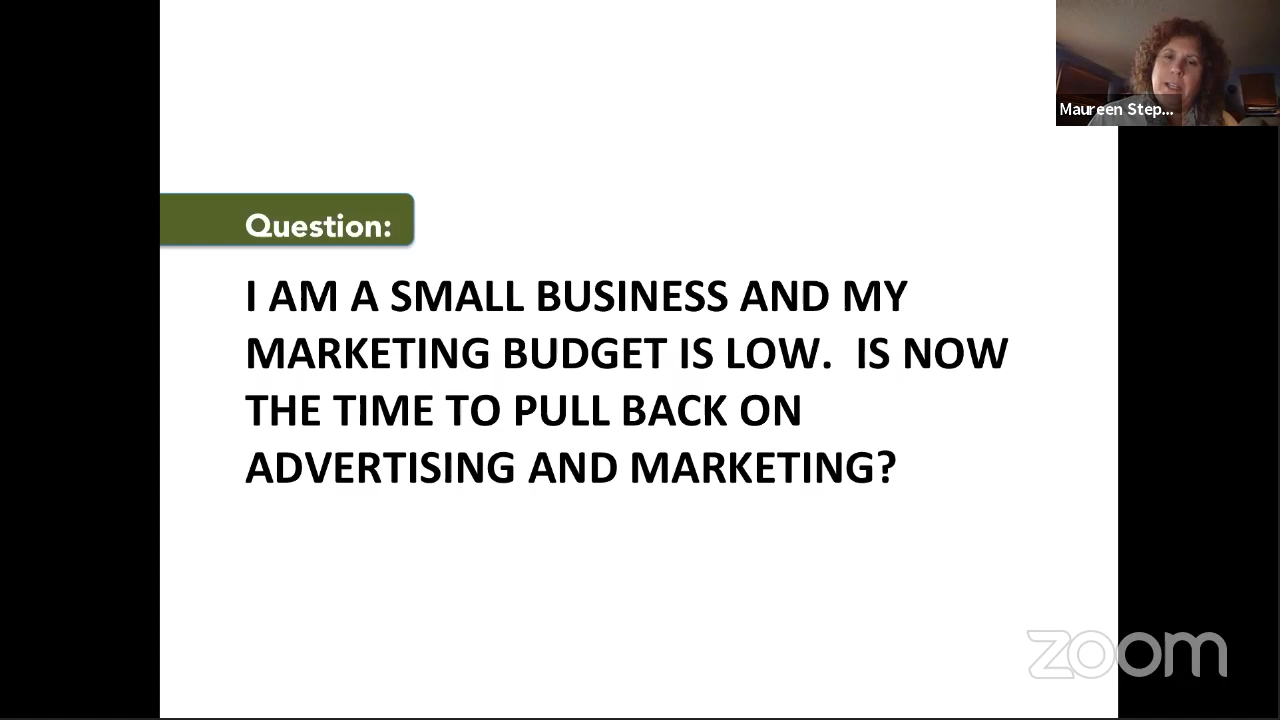 Maureen Step...
Question:
I AM A SMALL BUSINESS AND MY
MARKETING BUDGET IS LOW.  IS NOW
THE TIME TO PULL BACK ON
ADVERTISING AND MARKETING?
zoom